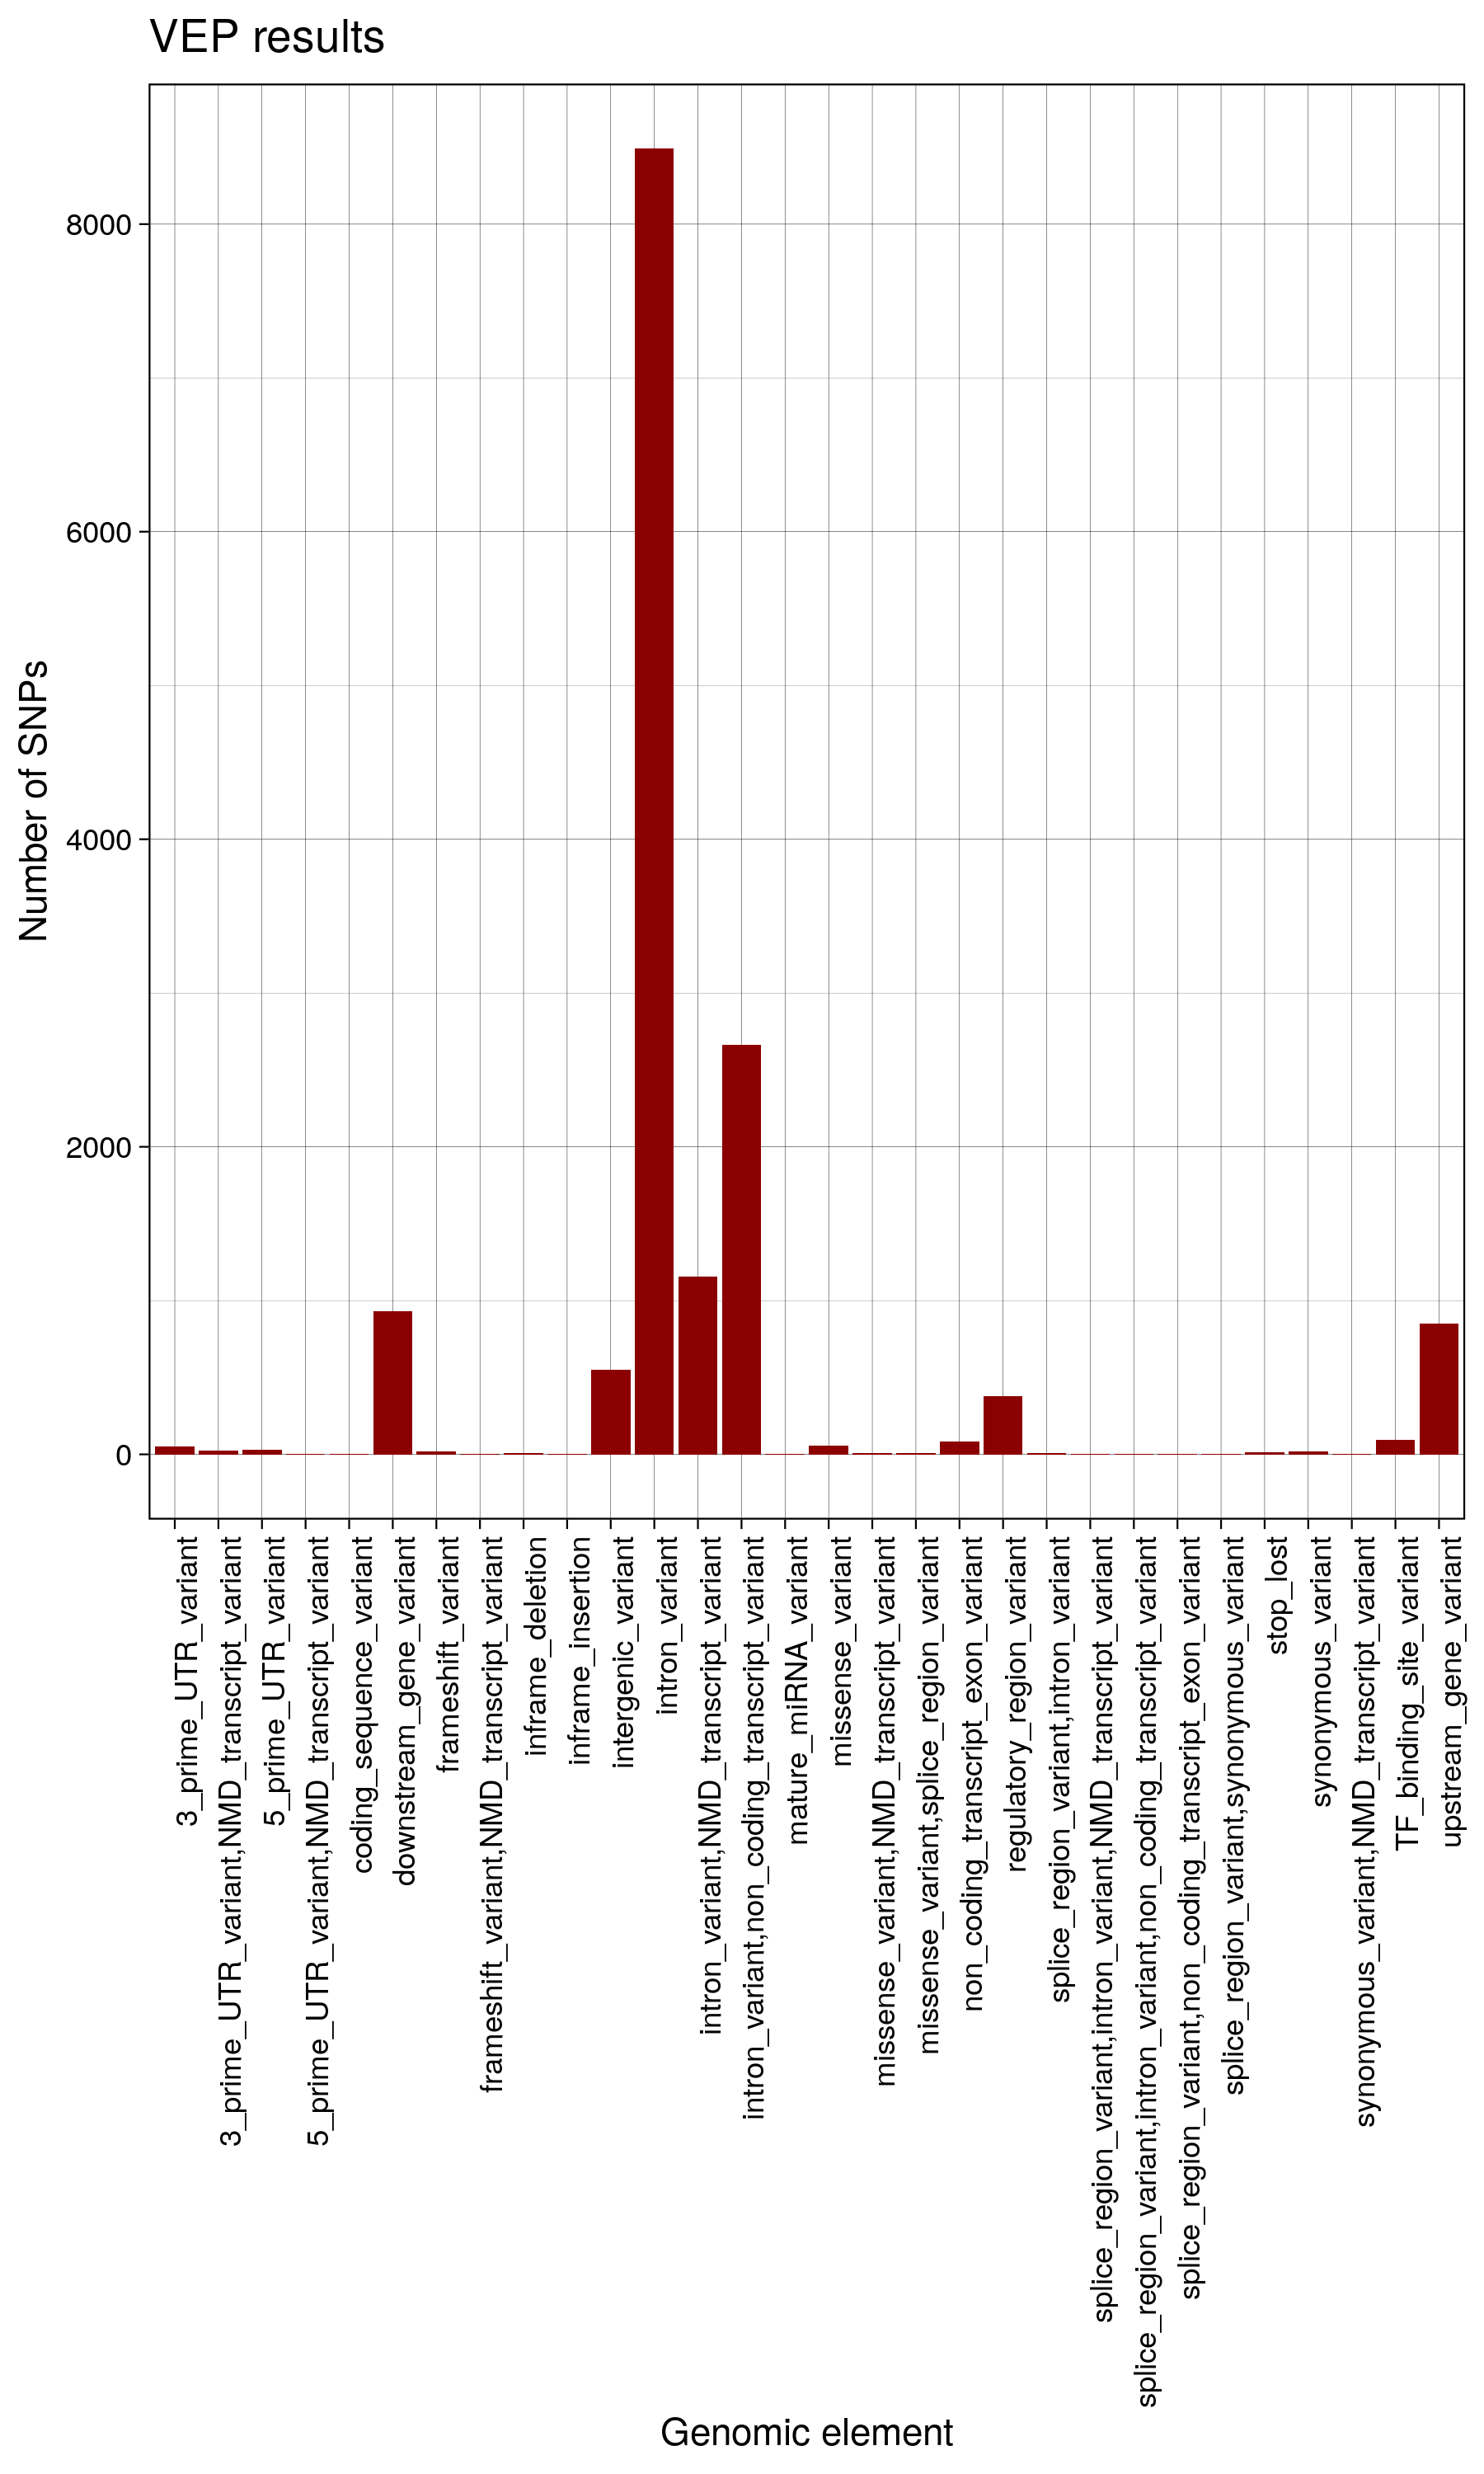 VEP results
Number of SNPs
8000
6000
4000
2000
0
3_prime_UTR_variant
3_prime_UTR_variant,NMD_transcript_variant
5_prime_UTR_variant
5_prime_UTR_variant,NMD_transcript_variant
coding_sequence_variant
downstream_gene_variant
frameshift_variant
frameshift_variant,NMD_transcript_variant
inframe_deletion
inframe_insertion
intergenic_variant
intron_variant
intron_variant,NMD_transcript_variant
intron_variant,non_coding_transcript_variant
mature_miRNA_variant
missense_variant
missense_variant,NMD_transcript_variant
missense_variant,splice_region_variant
non_coding_transcript_exon_variant
regulatory_region_variant
splice_region_variant,intron_variant
splice_region_variant,intron_variant,NMD_transcript_variant
splice_region_variant,intron_variant,non_coding_transcript_variant
splice_region_variant,non_coding_transcript_exon_variant
splice_region_variant,synonymous_variant
stop_lost
synonymous_variant
synonymous_variant,NMD_transcript_variant
TF_binding_site_variant
upstream_gene_variant
Genomic element